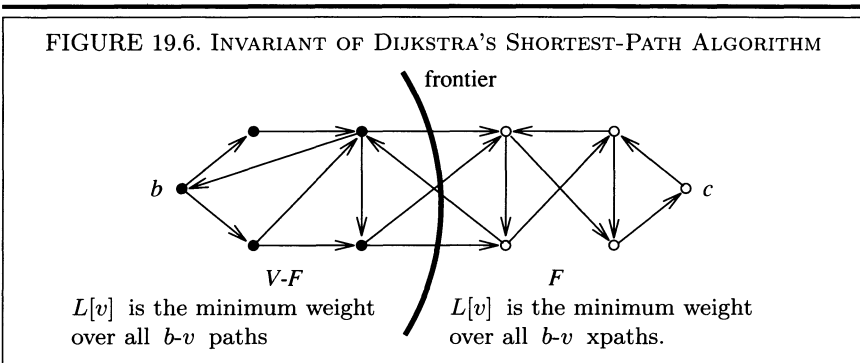 FIGURE 19.6. INVARIANT OF DIJKSTRA'S SHORTEST-PATH ALGORITHM
frontier
b
c
V-F
F
L[v] is the minimum weight
over all b-v paths
L[v] is the minimum weight
over all b-v xpaths.